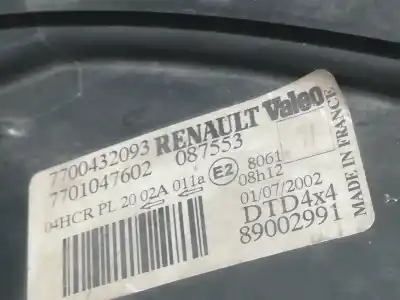 7700432093 RENAULT Valeo
7701047602 087553
04HCR PL 20 02A 011a E2 8061
08h12
01/07/2002
DTD4x4
89002991
MADE IN FRANCE